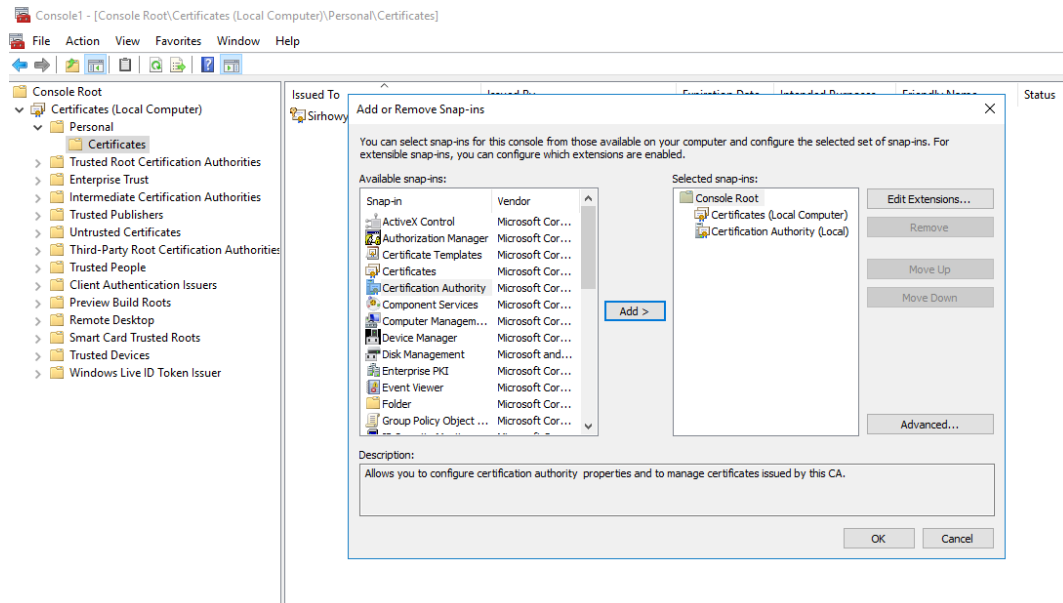 Console1 - [Console Root\Certificates (Local Computer)\Personal\Certificates]
File Action View Favorites Window Help
Console Root
Certificates (Local Computer)
Personal
Certificates
Trusted Root Certification Authorities
Enterprise Trust
Intermediate Certification Authorities
Trusted Publishers
Untrusted Certificates
Third-Party Root Certification Authorities
Trusted People
Client Authentication Issuers
Preview Build Roots
Remote Desktop
Smart Card Trusted Roots
Trusted Devices
Windows Live ID Token Issuer
Issued To Issued By Expiration Date Intended Purposes Friendly Name Status
Sirhowy
Add or Remove Snap-ins
You can select snap-ins for this console from those available on your computer and configure the selected set of snap-ins. For
extensible snap-ins, you can configure which extensions are enabled.
Available snap-ins:
Snap-in Vendor
ActiveX Control Microsoft Cor...
Authorization Manager Microsoft Cor...
Certificate Templates Microsoft Cor...
Certificates Microsoft Cor...
Certification Authority Microsoft Cor...
Component Services Microsoft Cor...
Computer Managem... Microsoft Cor...
Device Manager Microsoft Cor...
Disk Management Microsoft and...
Enterprise PKI Microsoft Cor...
Event Viewer Microsoft Cor...
Folder Microsoft Cor...
Group Policy Object ... Microsoft Cor...
Add >
Selected snap-ins:
Console Root
Certificates (Local Computer)
Certification Authority (Local)
Edit Extensions...
Remove
Move Up
Move Down
Advanced...
Description:
Allows you to configure certification authority properties and to manage certificates issued by this CA.
OK Cancel